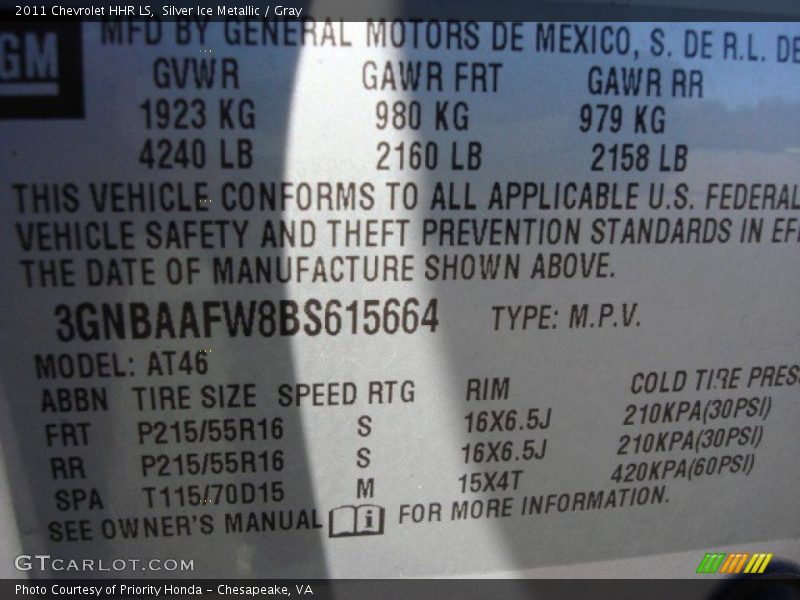 2011 Chevrolet HHR LS, Silver Ice Metallic / Gray
GM
MFD BY GENERAL MOTORS DE MEXICO, S. DE R.L. DE
GVWR GAWR FRT GAWR RR
1923 KG 980 KG 979 KG
4240 LB 2160 LB 2158 LB
THIS VEHICLE CONFORMS TO ALL APPLICABLE U.S. FEDERAL
VEHICLE SAFETY AND THEFT PREVENTION STANDARDS IN EF
THE DATE OF MANUFACTURE SHOWN ABOVE.
3GNBAAFW8BS615664 TYPE: M.P.V.
MODEL: AT46
ABBN TIRE SIZE SPEED RTG RIM COLD TIRE PRES
FRT P215/55R16 S 16X6.5J 210KPA(30PSI)
RR P215/55R16 S 16X6.5J 210KPA(30PSI)
SPA T115/70D15 M 15X4T 420KPA(60PSI)
SEE OWNER'S MANUAL i FOR MORE INFORMATION.
GTCARLOT.COM
Photo Courtesy of Priority Honda - Chesapeake, VA